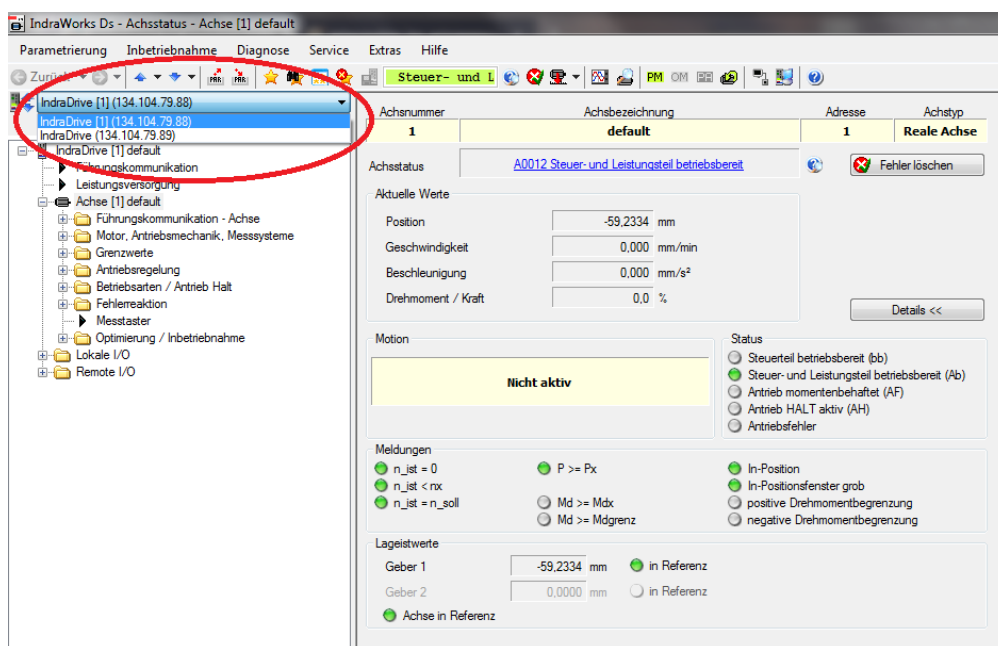 IndraWorks Ds - Achsstatus - Achse [1] default
Parametrierung Inbetriebnahme Diagnose Service Extras Hilfe
Zurück PAR PAR Steuer- und L PM OM
IndraDrive [1] (134.104.79.88)
IndraDrive [1] (134.104.79.88)
IndraDrive (134.104.79.89)
IndraDrive [1] default
Führungskommunikation
Leistungsversorgung
Achse [1] default
Führungskommunikation - Achse
Motor, Antriebsmechanik, Messsysteme
Grenzwerte
Antriebsregelung
Betriebsarten / Antrieb Halt
Fehlerreaktion
Messtaster
Optimierung / Inbetriebnahme
Lokale I/O
Remote I/O
Achsnummer Achsbezeichnung Adresse Achstyp
1 default 1 Reale Achse
Achsstatus A0012 Steuer- und Leistungsteil betriebsbereit Fehler löschen
Aktuelle Werte
Position -59,2334 mm
Geschwindigkeit 0,000 mm/min
Beschleunigung 0,000 mm/s²
Drehmoment / Kraft 0,0 %
Details <<
Motion
Nicht aktiv
Status
Steuerteil betriebsbereit (bb)
Steuer- und Leistungsteil betriebsbereit (Ab)
Antrieb momentenbehaftet (AF)
Antrieb HALT aktiv (AH)
Antriebsfehler
Meldungen
n_ist = 0 P >= Px In-Position
n_ist < nx In-Positionsfenster grob
n_ist = n_soll Md >= Mdx positive Drehmomentbegrenzung
Md >= Mdgrenz negative Drehmomentbegrenzung
Lageistwerte
Geber 1 -59,2334 mm in Referenz
Geber 2 0,0000 mm in Referenz
Achse in Referenz